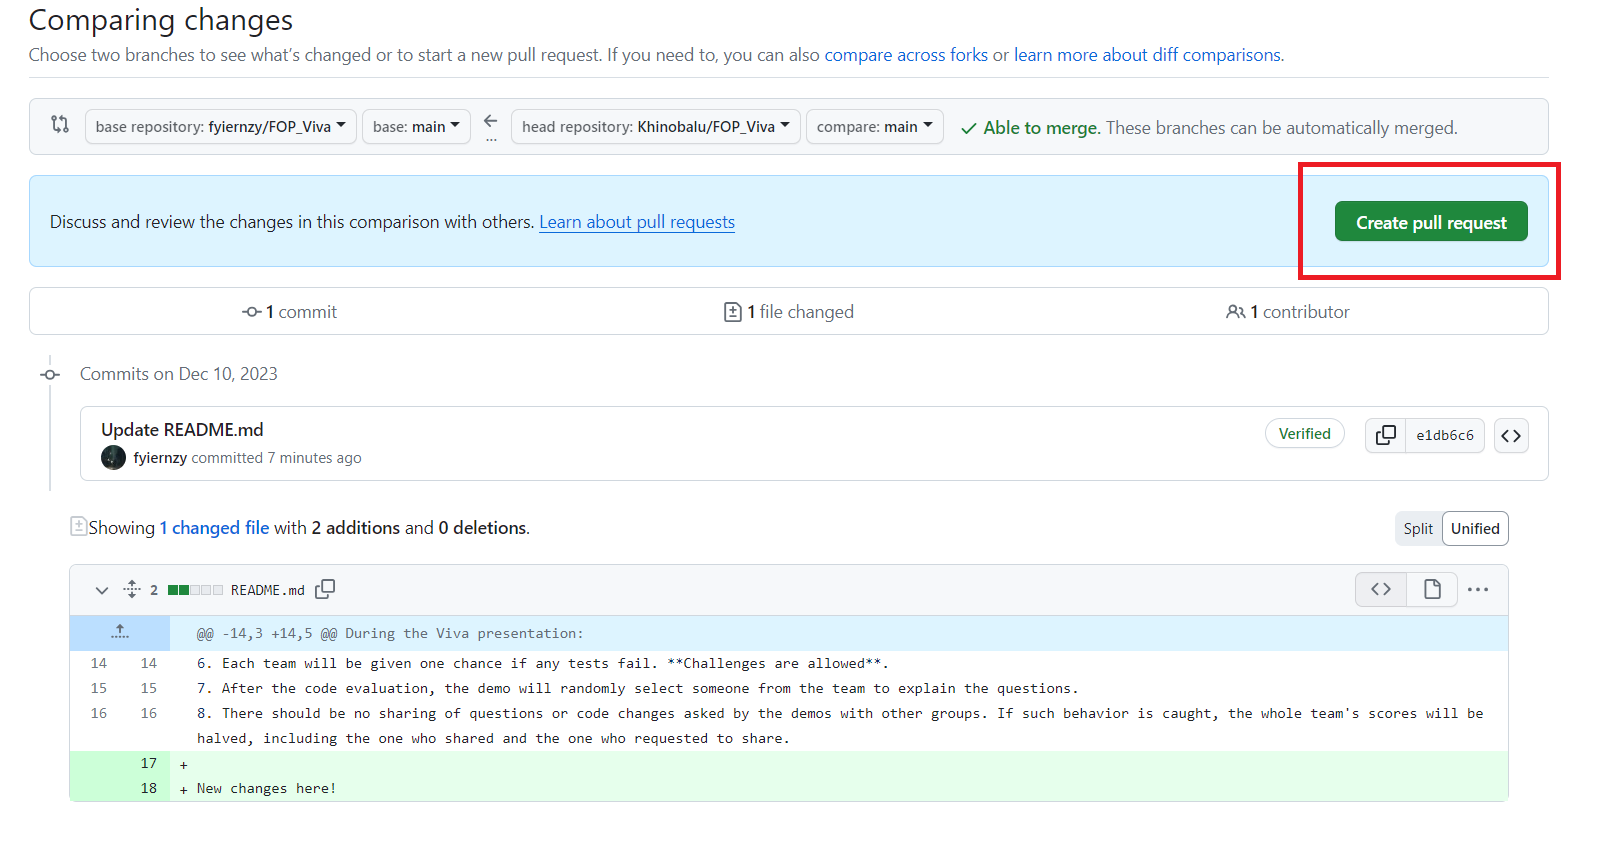 Comparing changes
Choose two branches to see what's changed or to start a new pull request. If you need to, you can also compare across forks or learn more about diff comparisons.
base repository: fyiernzy/FOP_Viva base: main ... head repository: Khinobalu/FOP_Viva compare: main Able to merge. These branches can be automatically merged.
Discuss and review the changes in this comparison with others. Learn about pull requests
Create pull request
1 commit 1 file changed 1 contributor
Commits on Dec 10, 2023
Update README.md
fyiernzy committed 7 minutes ago
Verified e1db6c6
Showing 1 changed file with 2 additions and 0 deletions.
Split Unified
2 README.md
@@ -14,3 +14,5 @@ During the Viva presentation:
14 14 6. Each team will be given one chance if any tests fail. **Challenges are allowed**.
15 15 7. After the code evaluation, the demo will randomly select someone from the team to explain the questions.
16 16 8. There should be no sharing of questions or code changes asked by the demos with other groups. If such behavior is caught, the whole team's scores will be
halved, including the one who shared and the one who requested to share.
17 +
18 + New changes here!